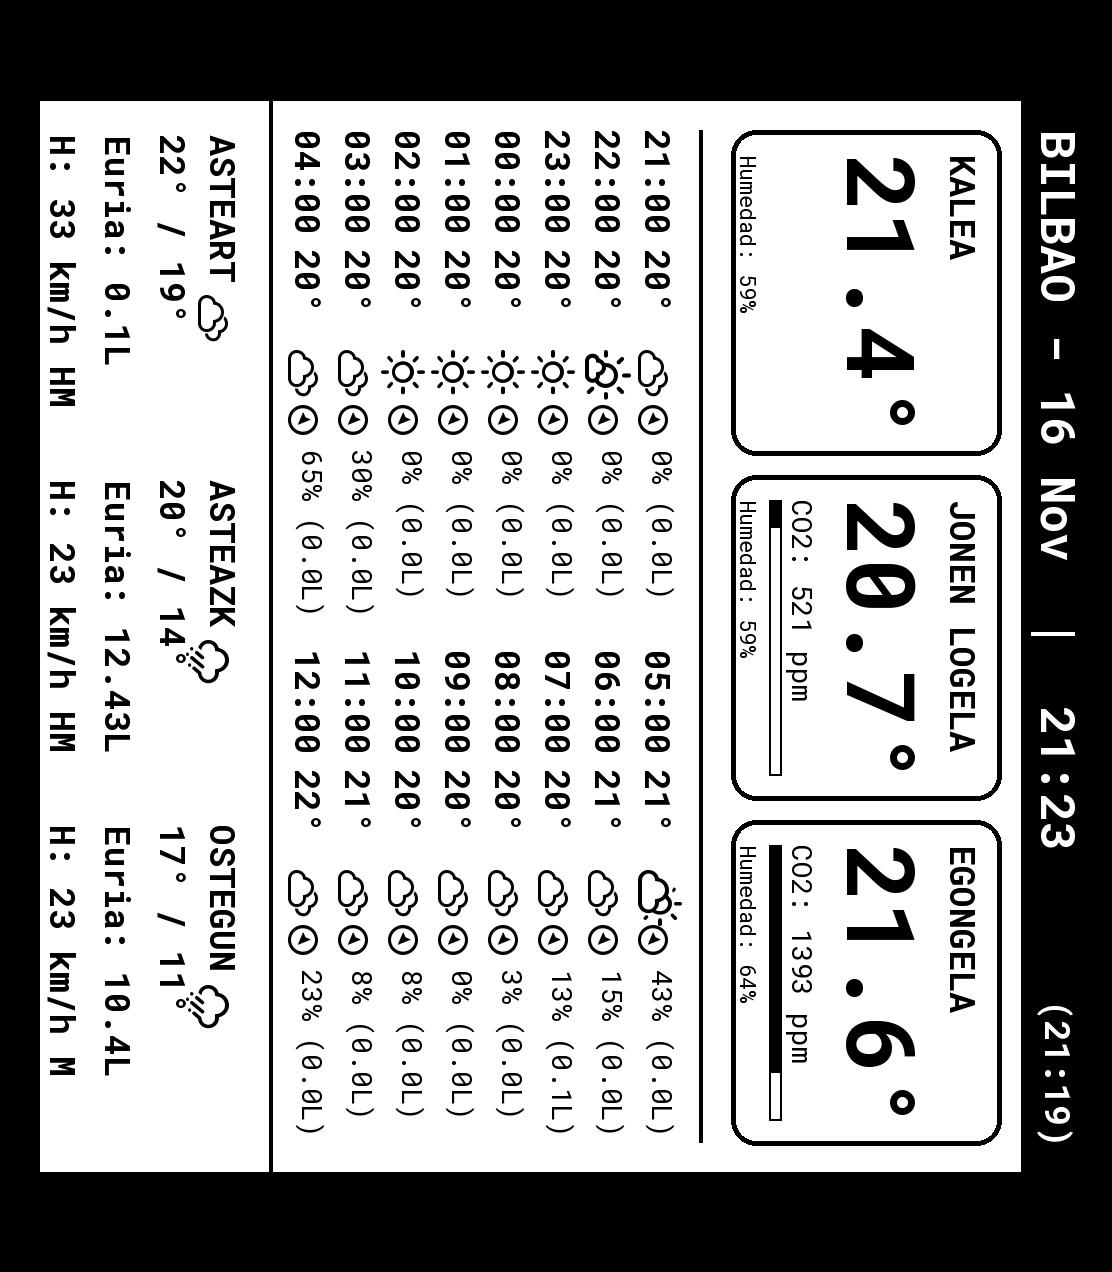 BILBAO - 16 Nov | 21:23 (21:19)
KALEA
21.4°
Humedad: 59%
JONEN LOGELA
20.7°
CO2: 521 ppm
Humedad: 59%
EGONGELA
21.6°
CO2: 1393 ppm
Humedad: 64%
21:00 20° 0% (0.0L)
22:00 20° 0% (0.0L)
23:00 20° 0% (0.0L)
00:00 20° 0% (0.0L)
01:00 20° 0% (0.0L)
02:00 20° 0% (0.0L)
03:00 20° 30% (0.0L)
04:00 20° 65% (0.0L)
05:00 21° 43% (0.0L)
06:00 21° 15% (0.0L)
07:00 20° 13% (0.1L)
08:00 20° 3% (0.0L)
09:00 20° 0% (0.0L)
10:00 20° 8% (0.0L)
11:00 21° 8% (0.0L)
12:00 22° 23% (0.0L)
ASTEART
22° / 19°
Euria: 0.1L
H: 33 km/h HM
ASTEAZK
20° / 14°
Euria: 12.43L
H: 23 km/h HM
OSTEGUN
17° / 11°
Euria: 10.4L
H: 23 km/h M